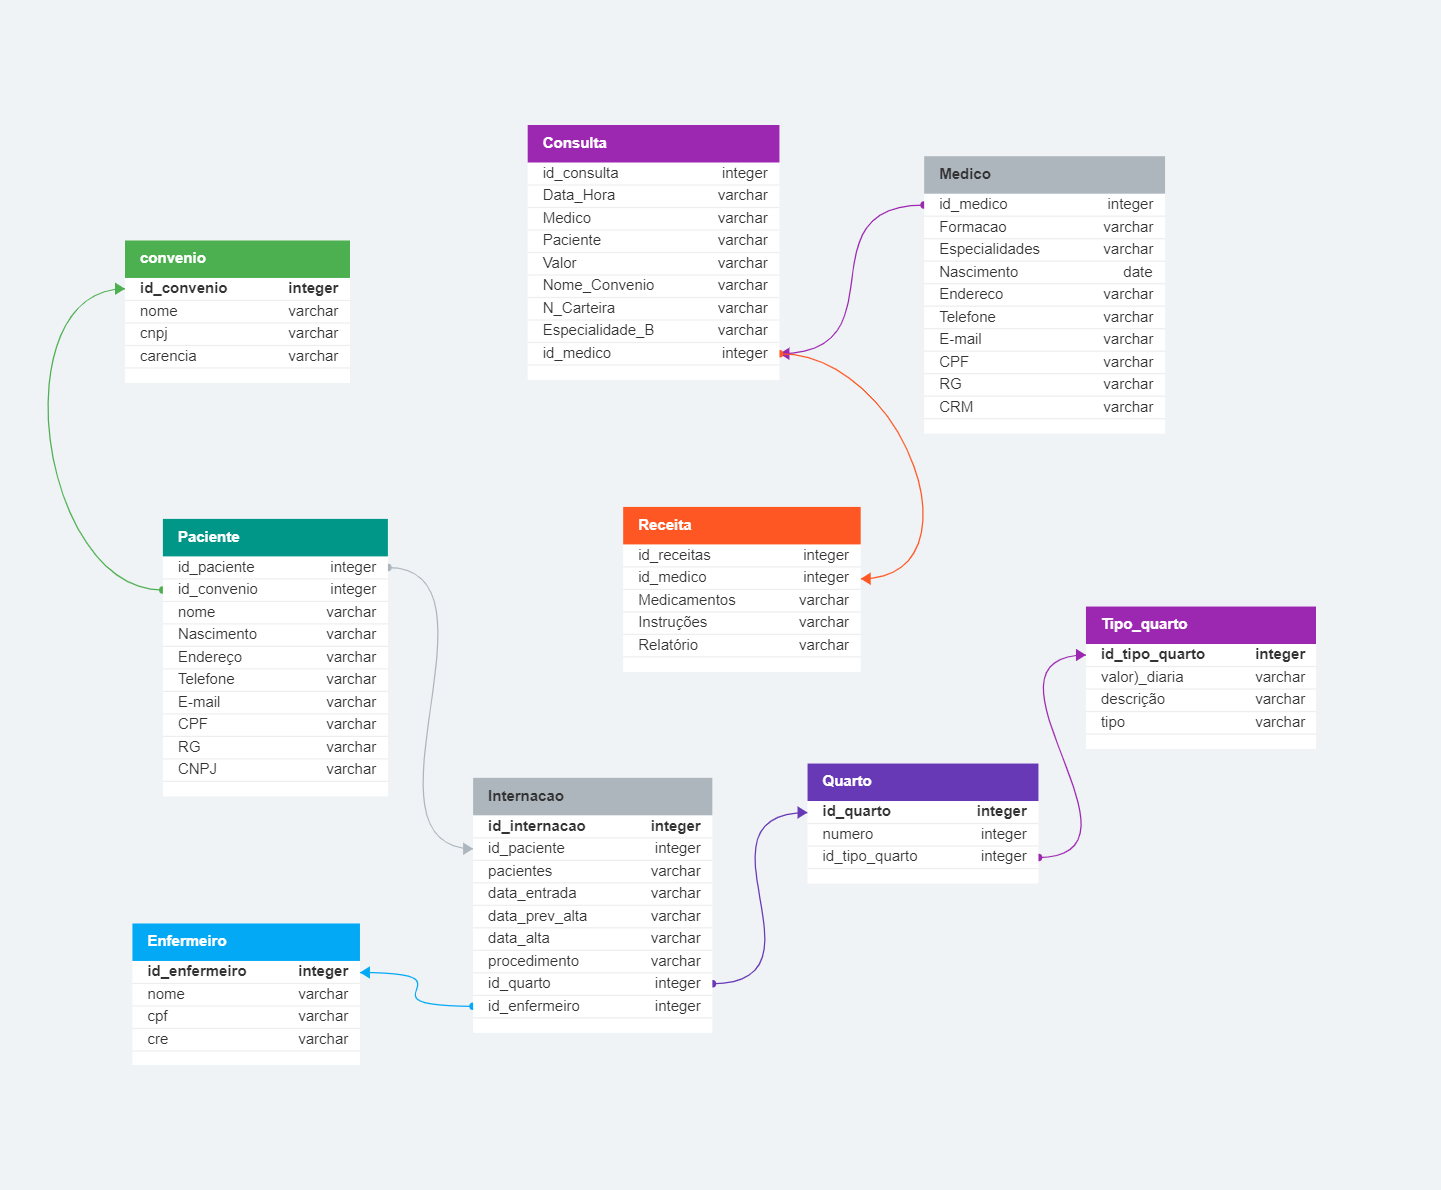 Consulta
id_consulta integer
Data_Hora varchar
Medico varchar
Paciente varchar
Valor varchar
Nome_Convenio varchar
N_Carteira varchar
Especialidade_B varchar
id_medico integer
Medico
id_medico integer
Formacao varchar
Especialidades varchar
Nascimento date
Endereco varchar
Telefone varchar
E-mail varchar
CPF varchar
RG varchar
CRM varchar
convenio
id_convenio integer
nome varchar
cnpj varchar
carencia varchar
Paciente
id_paciente integer
id_convenio integer
nome varchar
Nascimento varchar
Endereço varchar
Telefone varchar
E-mail varchar
CPF varchar
RG varchar
CNPJ varchar
Receita
id_receitas integer
id_medico integer
Medicamentos varchar
Instruções varchar
Relatório varchar
Tipo_quarto
id_tipo_quarto integer
valor)_diaria varchar
descrição varchar
tipo varchar
Quarto
id_quarto integer
numero integer
id_tipo_quarto integer
Internacao
id_internacao integer
id_paciente integer
pacientes varchar
data_entrada varchar
data_prev_alta varchar
data_alta varchar
procedimento varchar
id_quarto integer
id_enfermeiro integer
Enfermeiro
id_enfermeiro integer
nome varchar
cpf varchar
cre varchar